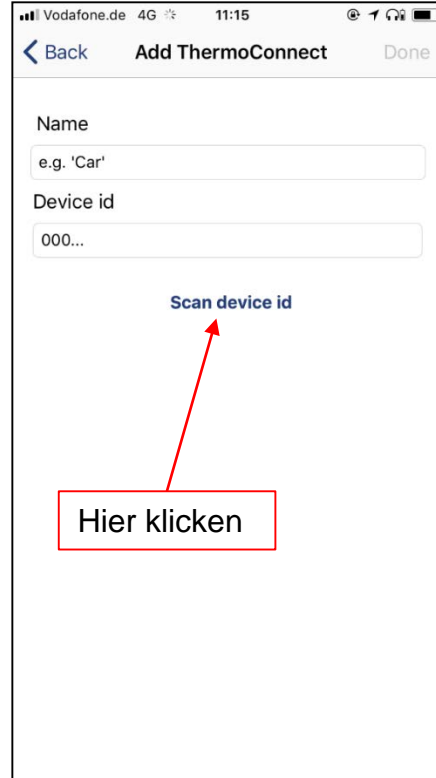 Vodafone.de 4G 11:15
Back Add ThermoConnect Done
Name
e.g. 'Car'
Device id
000...
Scan device id
Hier klicken